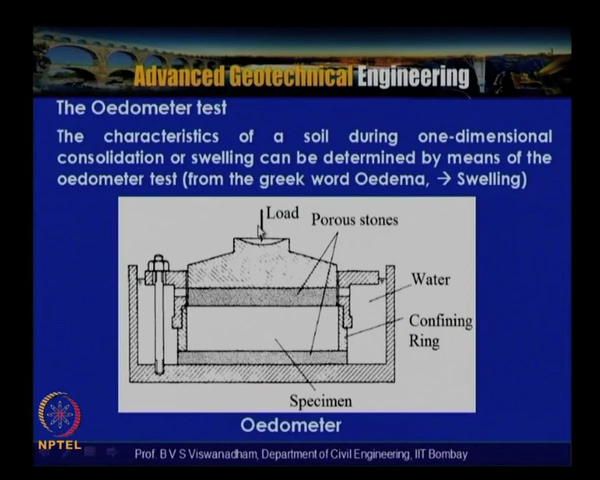 Advanced Geotechnical Engineering
The Oedometer test
The characteristics of a soil during one-dimensional
consolidation or swelling can be determined by means of the
oedometer test (from the greek word Oedema, → Swelling)
Load
Porous stones
Water
Confining
Ring
Specimen
Oedometer
NPTEL
Prof. B V S Viswanadham, Department of Civil Engineering, IIT Bombay